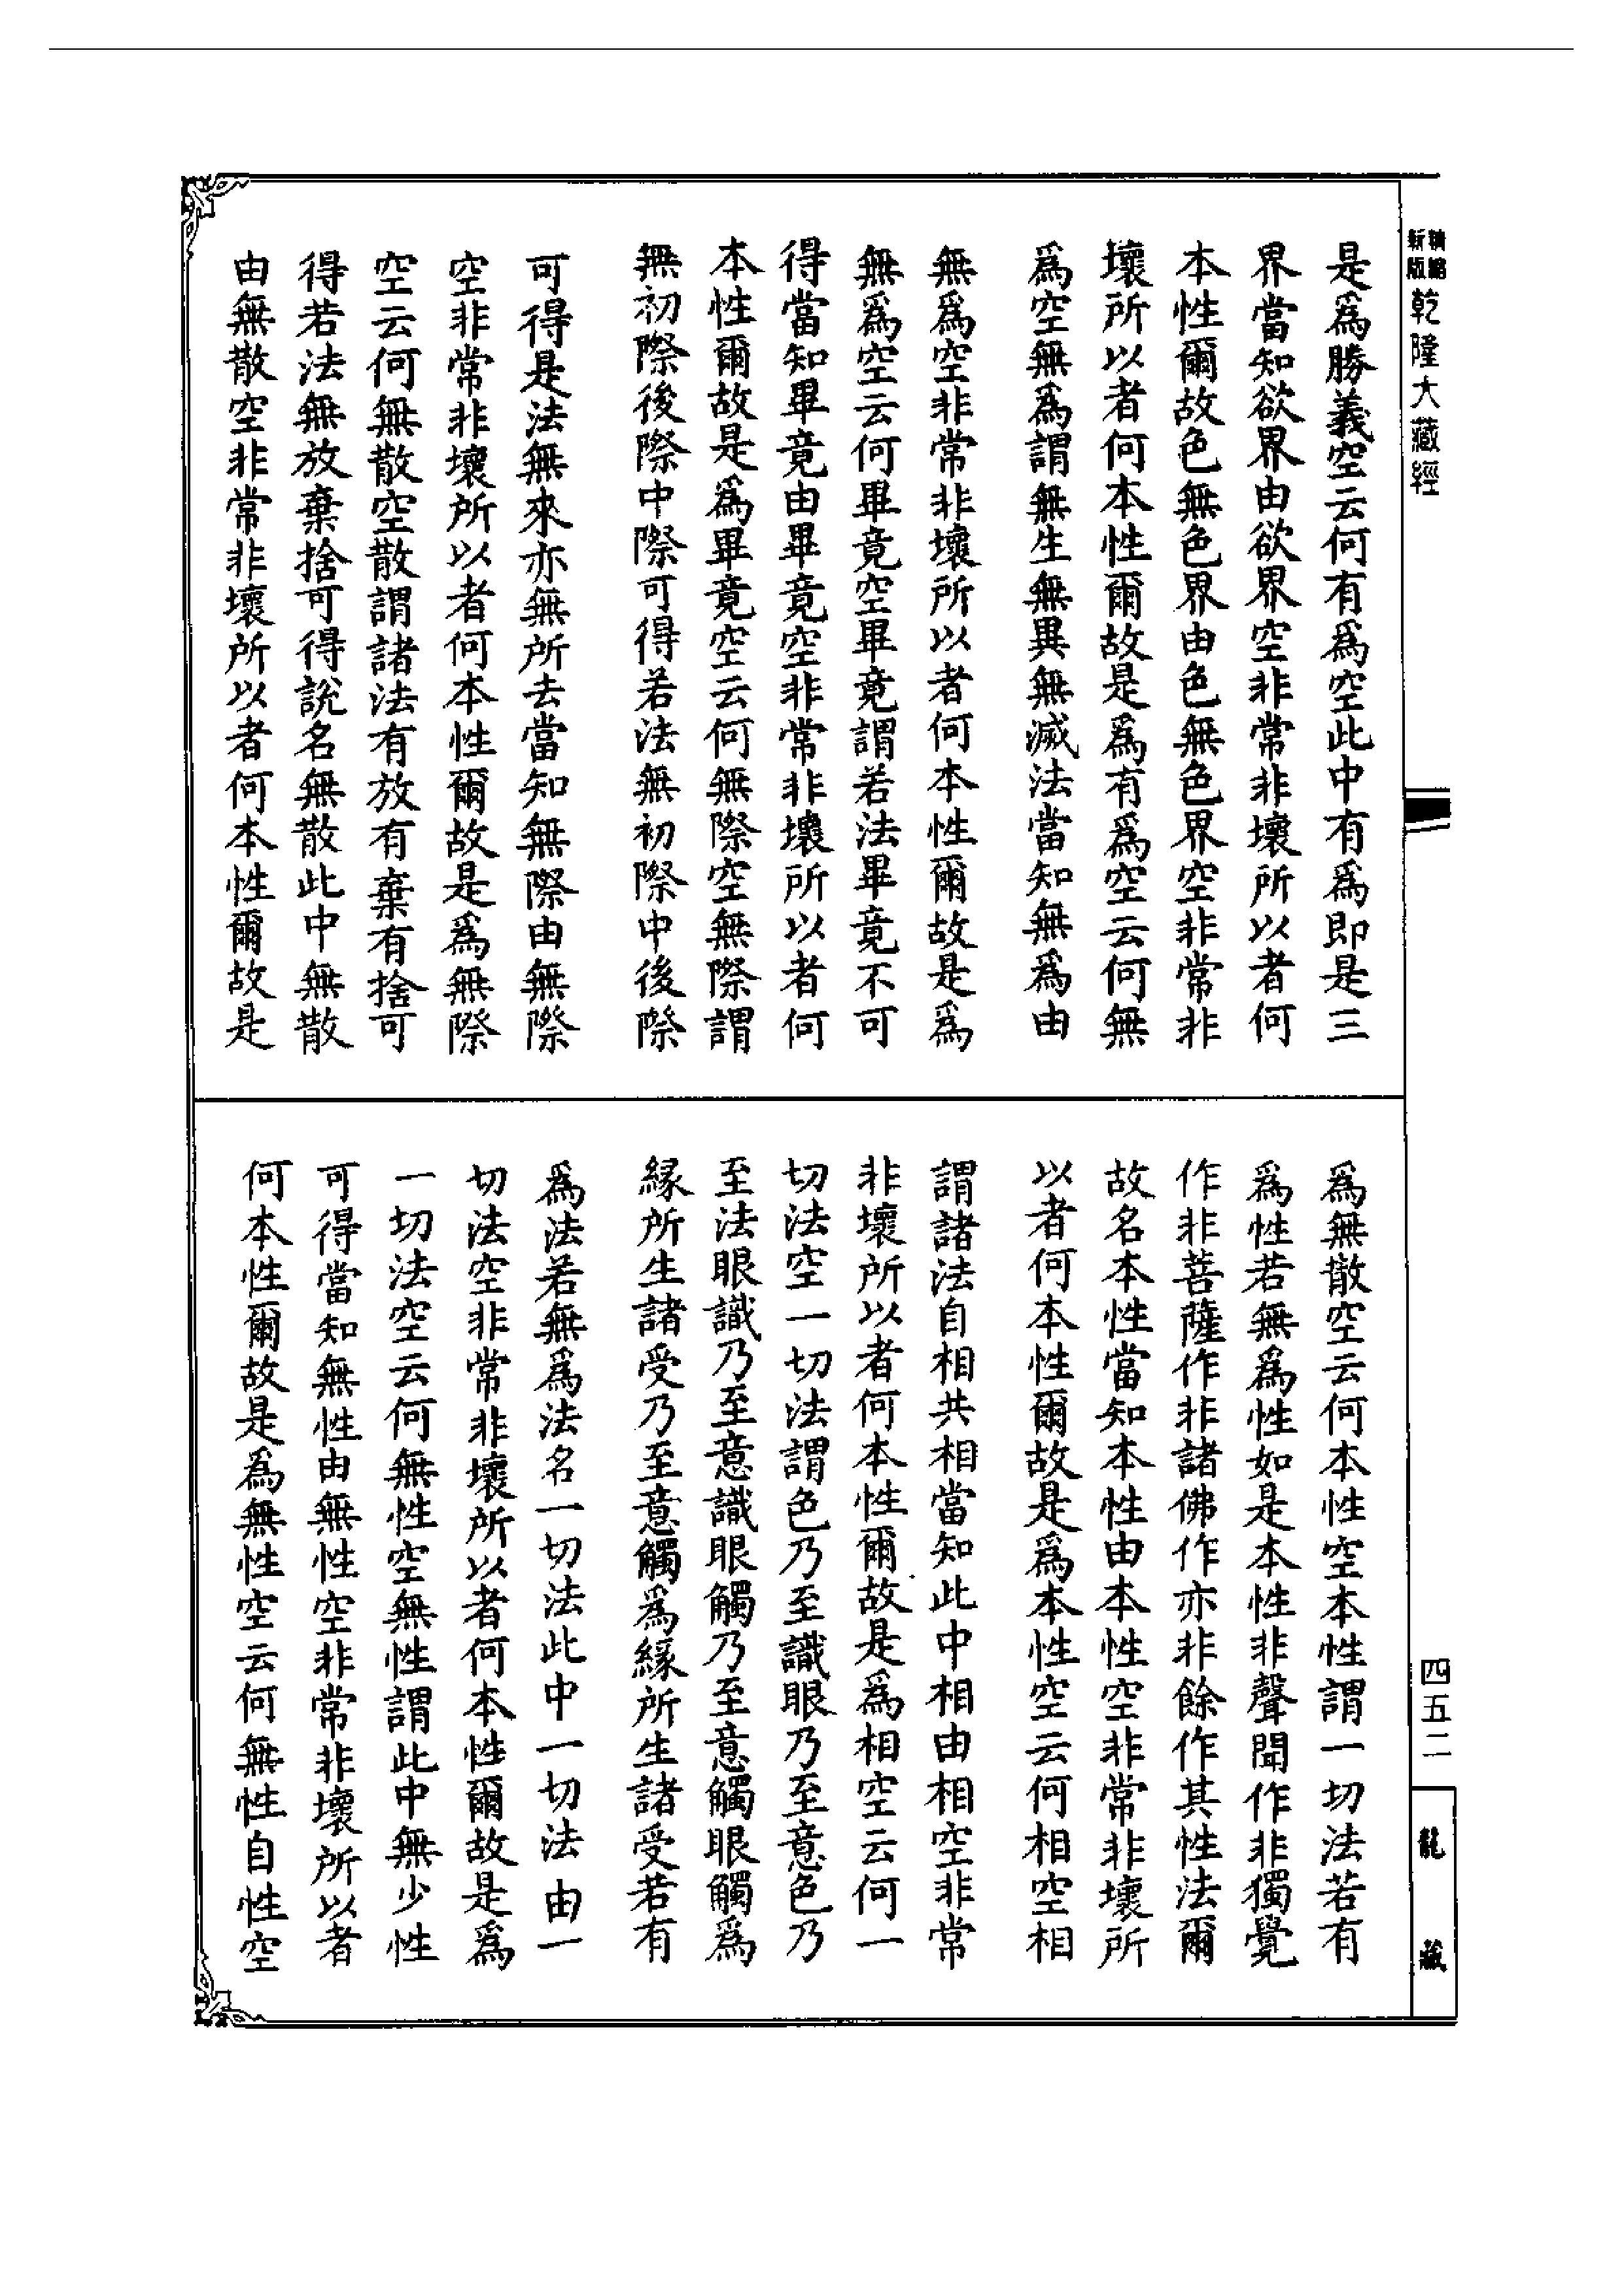 精縮新版乾隆大藏經
是爲勝義空云何有爲空此中有爲即是三
界當知欲界由欲界空非常非壞所以者何
本性爾故色無色界由色無色界空非常非
壞所以者何本性爾故是爲有爲空云何無
爲空無爲謂無生無異無滅法當知無爲由
無爲空非常非壞所以者何本性爾故是爲
無爲空云何畢竟空畢竟謂若法畢竟不可
得當知畢竟由畢竟空非常非壞所以者何
本性爾故是爲畢竟空云何無際空無際謂
無初際後際中際可得若法無初際中後際
可得是法無來亦無所去當知無際由無際
空非常非壞所以者何本性爾故是爲無際
空云何無散空散謂諸法有放有棄有捨可
得若法無放棄捨可得說名無散此中無散
由無散空非常非壞所以者何本性爾故是
爲無散空云何本性空本性謂一切法若有
爲性若無爲性如是本性非聲聞作非獨覺
作非菩薩作非諸佛作亦非餘作其性法爾
故名本性當知本性由本性空非常非壞所
以者何本性爾故是爲本性空云何相空相
謂諸法自相共相當知此中相由相空非常
非壞所以者何本性爾故是爲相空云何一
切法空一切法謂色乃至識眼乃至意色乃
至法眼識乃至意識眼觸乃至意觸眼觸爲
緣所生諸受乃至意觸爲緣所生諸受若有
爲法若無爲法名一切法此中一切法由一
切法空非常非壞所以者何本性爾故是爲
一切法空云何無性空無性謂此中無少性
可得當知無性由無性空非常非壞所以者
何本性爾故是爲無性空云何無性自性空
四五二
龍藏